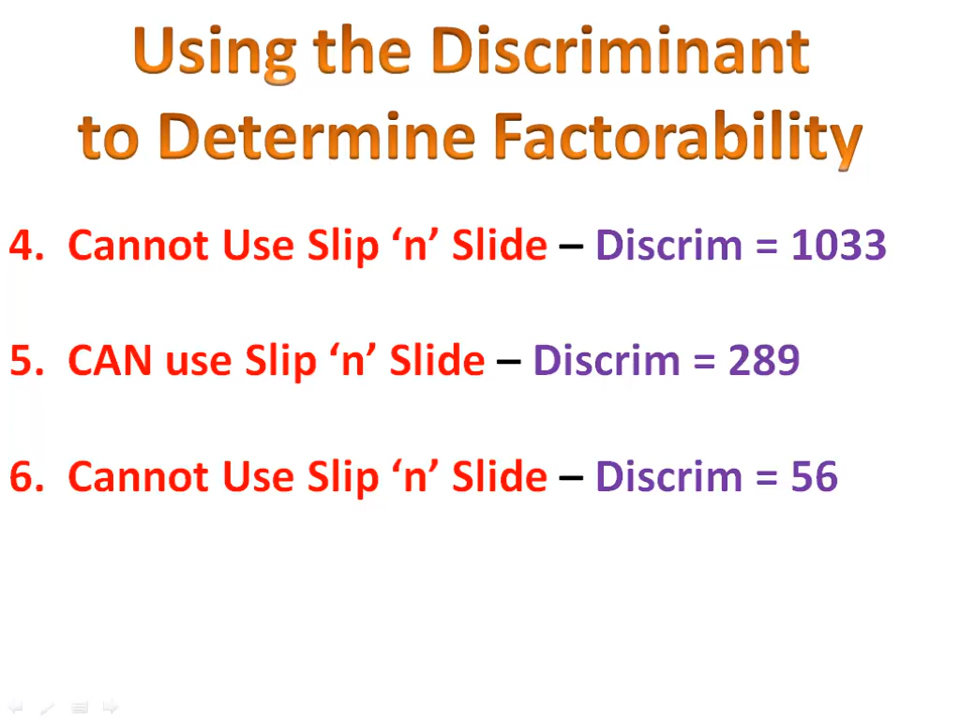 Using the Discriminant
to Determine Factorability
4. Cannot Use Slip ‘n’ Slide – Discrim = 1033
5. CAN use Slip ‘n’ Slide – Discrim = 289
6. Cannot Use Slip ‘n’ Slide – Discrim = 56